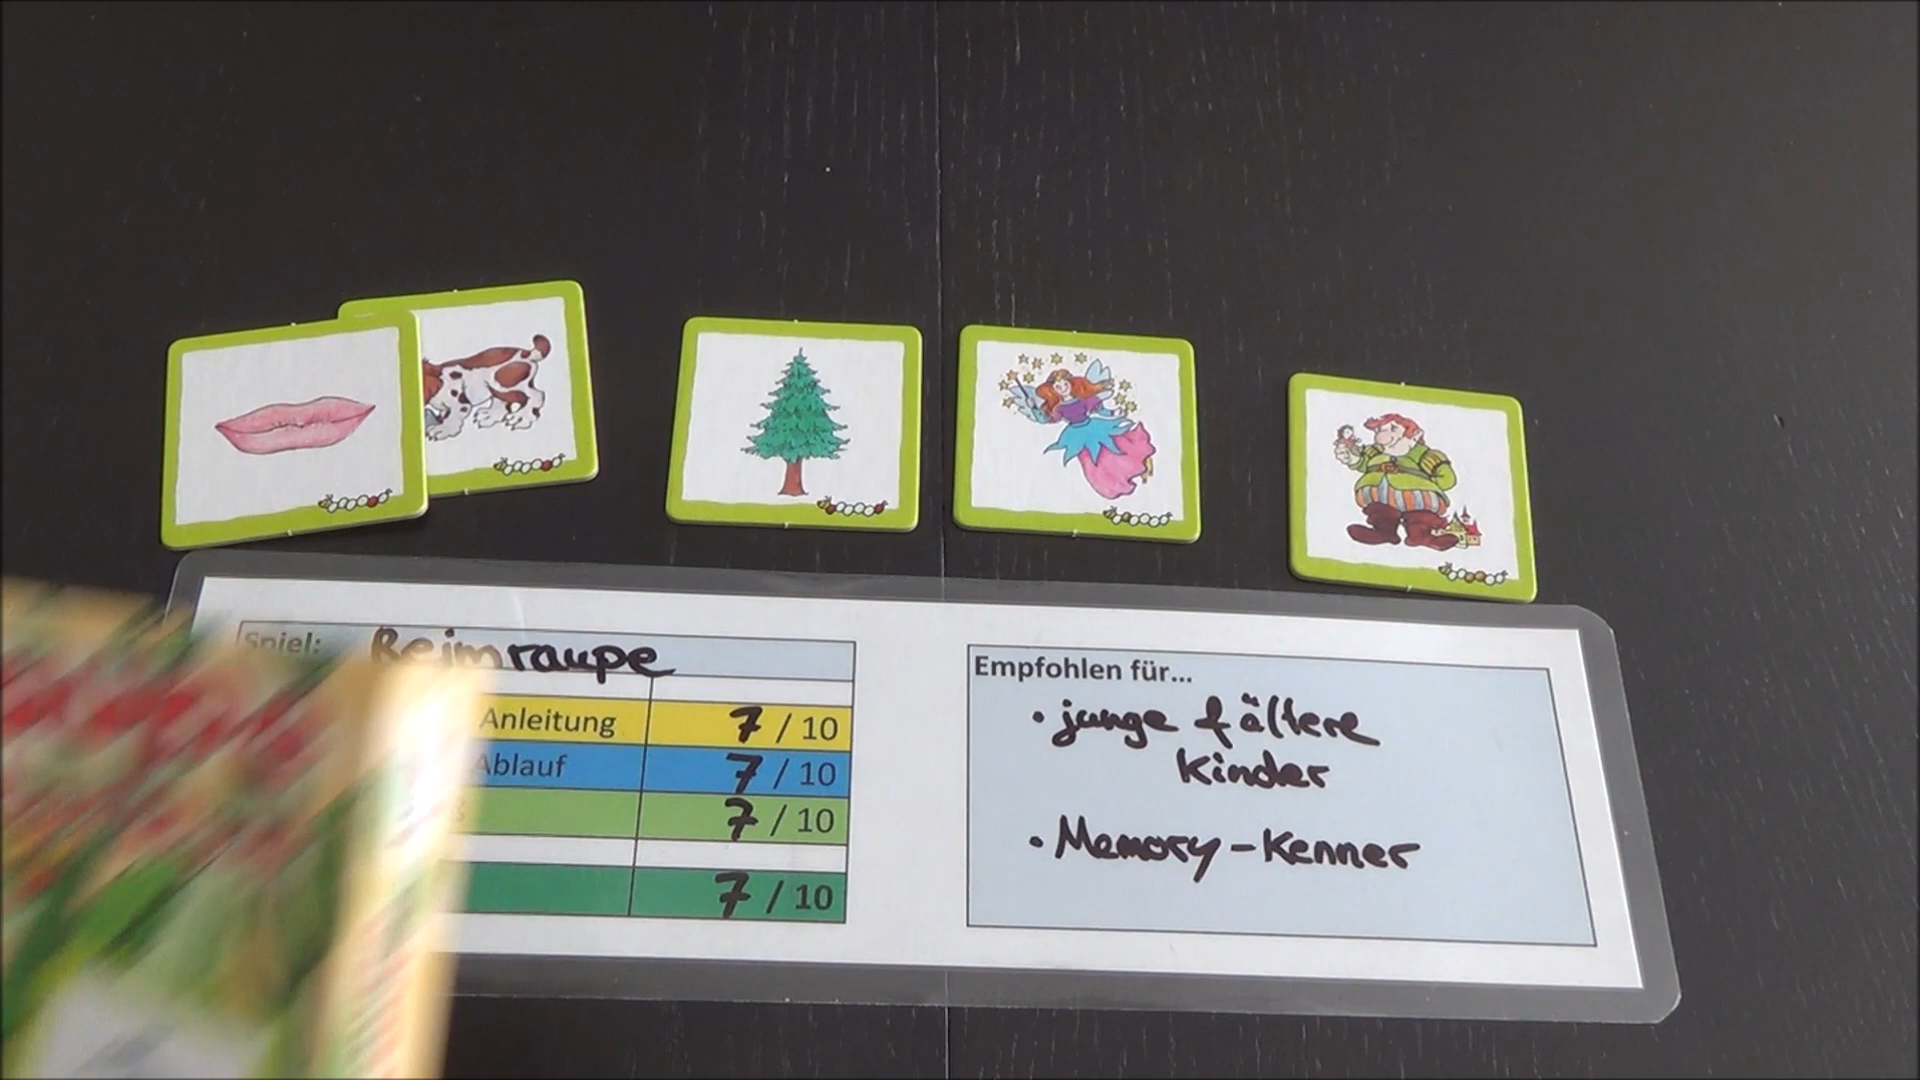 Spiel: Reimraupe
Anleitung 7 / 10
Ablauf 7 / 10
7 / 10
7 / 10
Empfohlen für...
• junge & ältere
Kinder
• Memory-Kenner